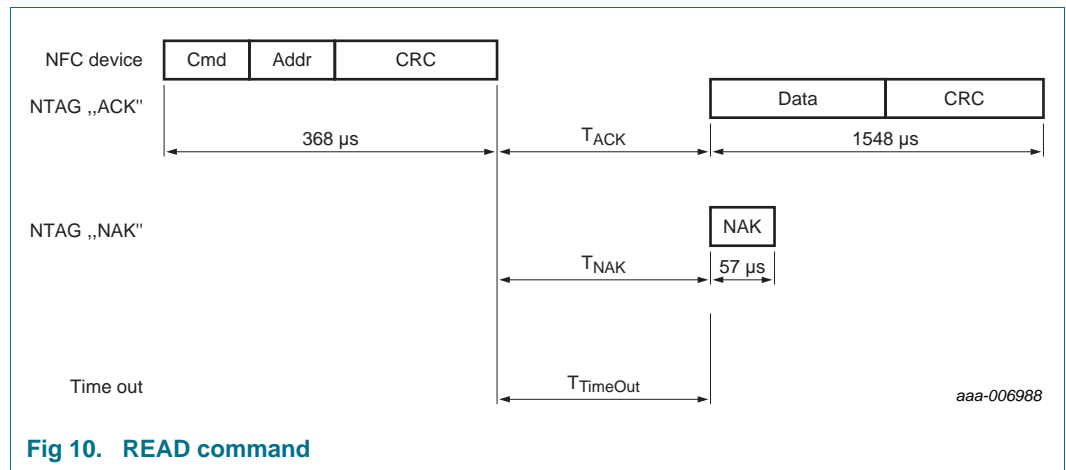 NFC device Cmd Addr CRC
NTAG ,,ACK" Data CRC
368 µs TACK 1548 µs
NTAG ,,NAK" NAK
TNAK 57 µs
Time out TTimeOut aaa-006988
Fig 10. READ command